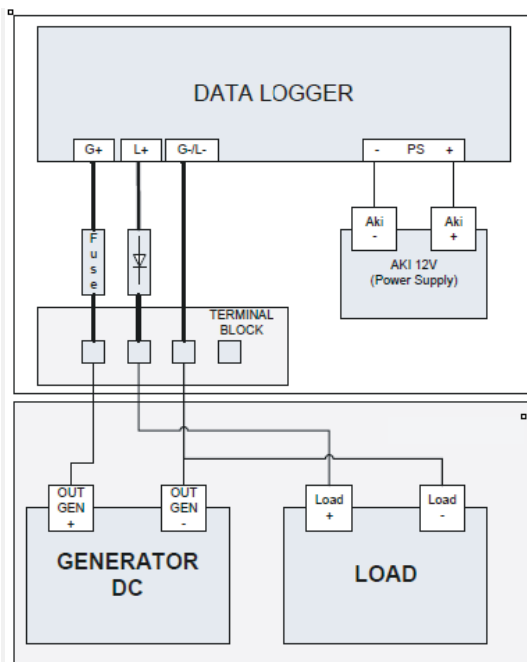 DATA LOGGER
G+ L+ G-/L- - PS +
Fuse
Aki
-
Aki
+
AKI 12V
(Power Supply)
TERMINAL
BLOCK
OUT
GEN
+
OUT
GEN
-
Load
+
Load
-
GENERATOR
DC
LOAD